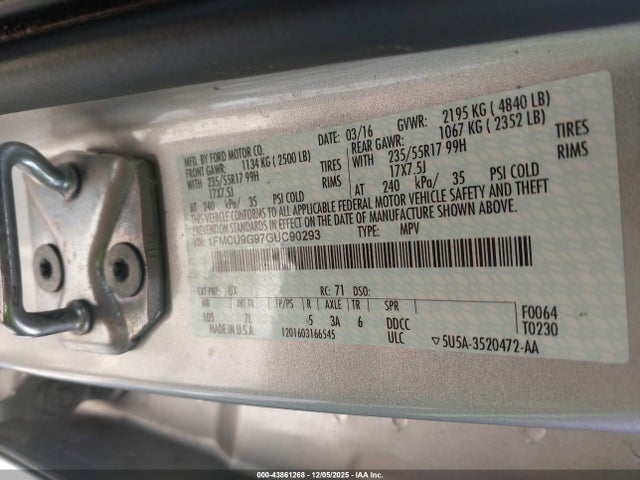 MFD. BY FORD MOTOR CO.
DATE: 03/16 GVWR: 2195 KG ( 4840 LB)
FRONT GAWR: 1134 KG ( 2500 LB)
REAR GAWR: 1067 KG ( 2352 LB)
WITH 235/55R17 99H TIRES
WITH 235/55R17 99H TIRES
17X7.5J RIMS
17X7.5J RIMS
AT 240 kPa/ 35 PSI COLD
AT 240 kPa/ 35 PSI COLD
THIS VEHICLE CONFORMS TO ALL APPLICABLE FEDERAL MOTOR VEHICLE SAFETY AND THEFT
PREVENTION STANDARDS IN EFFECT ON THE DATE OF MANUFACTURE SHOWN ABOVE.
1FMCU9G97GUC90293 TYPE: MPV
EXT PNT: UX RC: 71 DSO:
WB INT TR TP/PS R AXLE TR SPR
105 7L 5 3A 6 DDCC
MADE IN U.S.A. 1201603166545 ULC
F0064
T0230
▽5U5A-3520472-AA
000-43861268 - 12/05/2025 - IAA Inc.